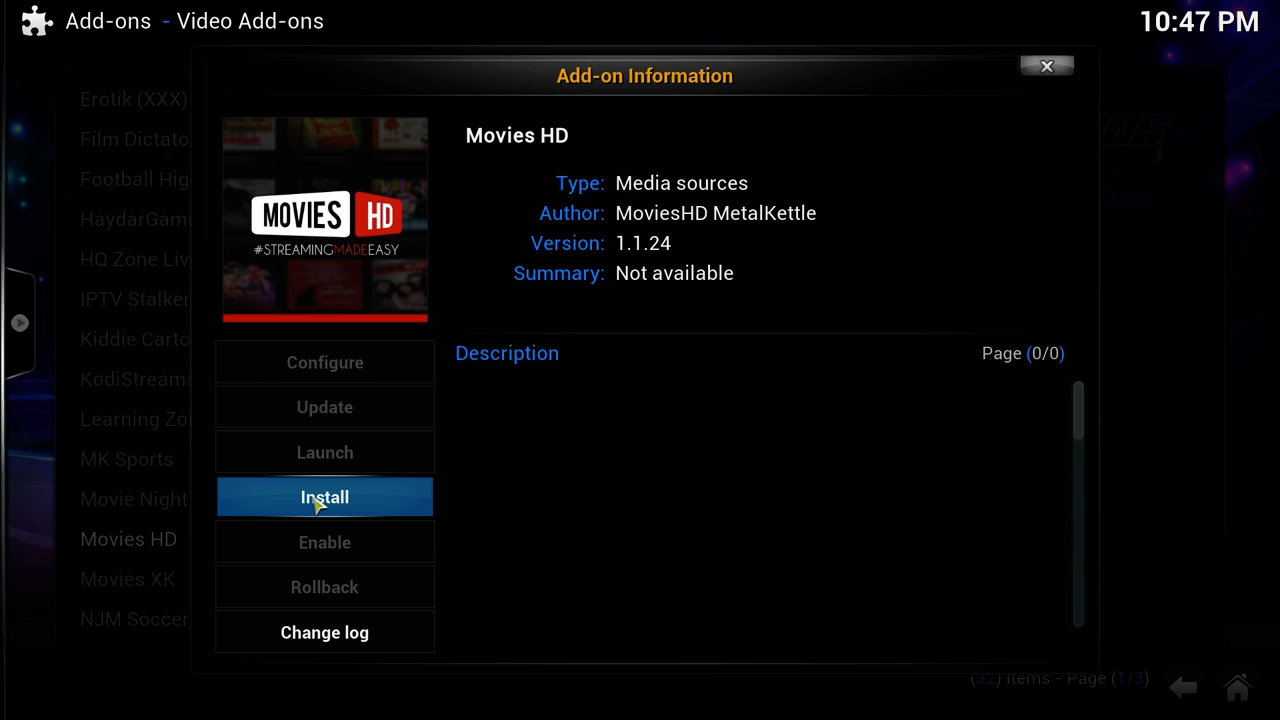 Add-ons - Video Add-ons
10:47 PM
Add-on Information
x
Erotik (XXX)
Film Dictato
Football Hig
HaydarGam
HQ Zone Liv
IPTV Stalker
Kiddie Carto
KodiStreams
Learning Zo
MK Sports
Movie Night
Movies HD
Movies XK
NJM Soccer
MOVIES HD
#STREAMINGMADEEASY
Configure
Update
Launch
Install
Enable
Rollback
Change log
Movies HD
Type: Media sources
Author: MoviesHD MetalKettle
Version: 1.1.24
Summary: Not available
Description
Page (0/0)
(32) Items - Page (1/3)